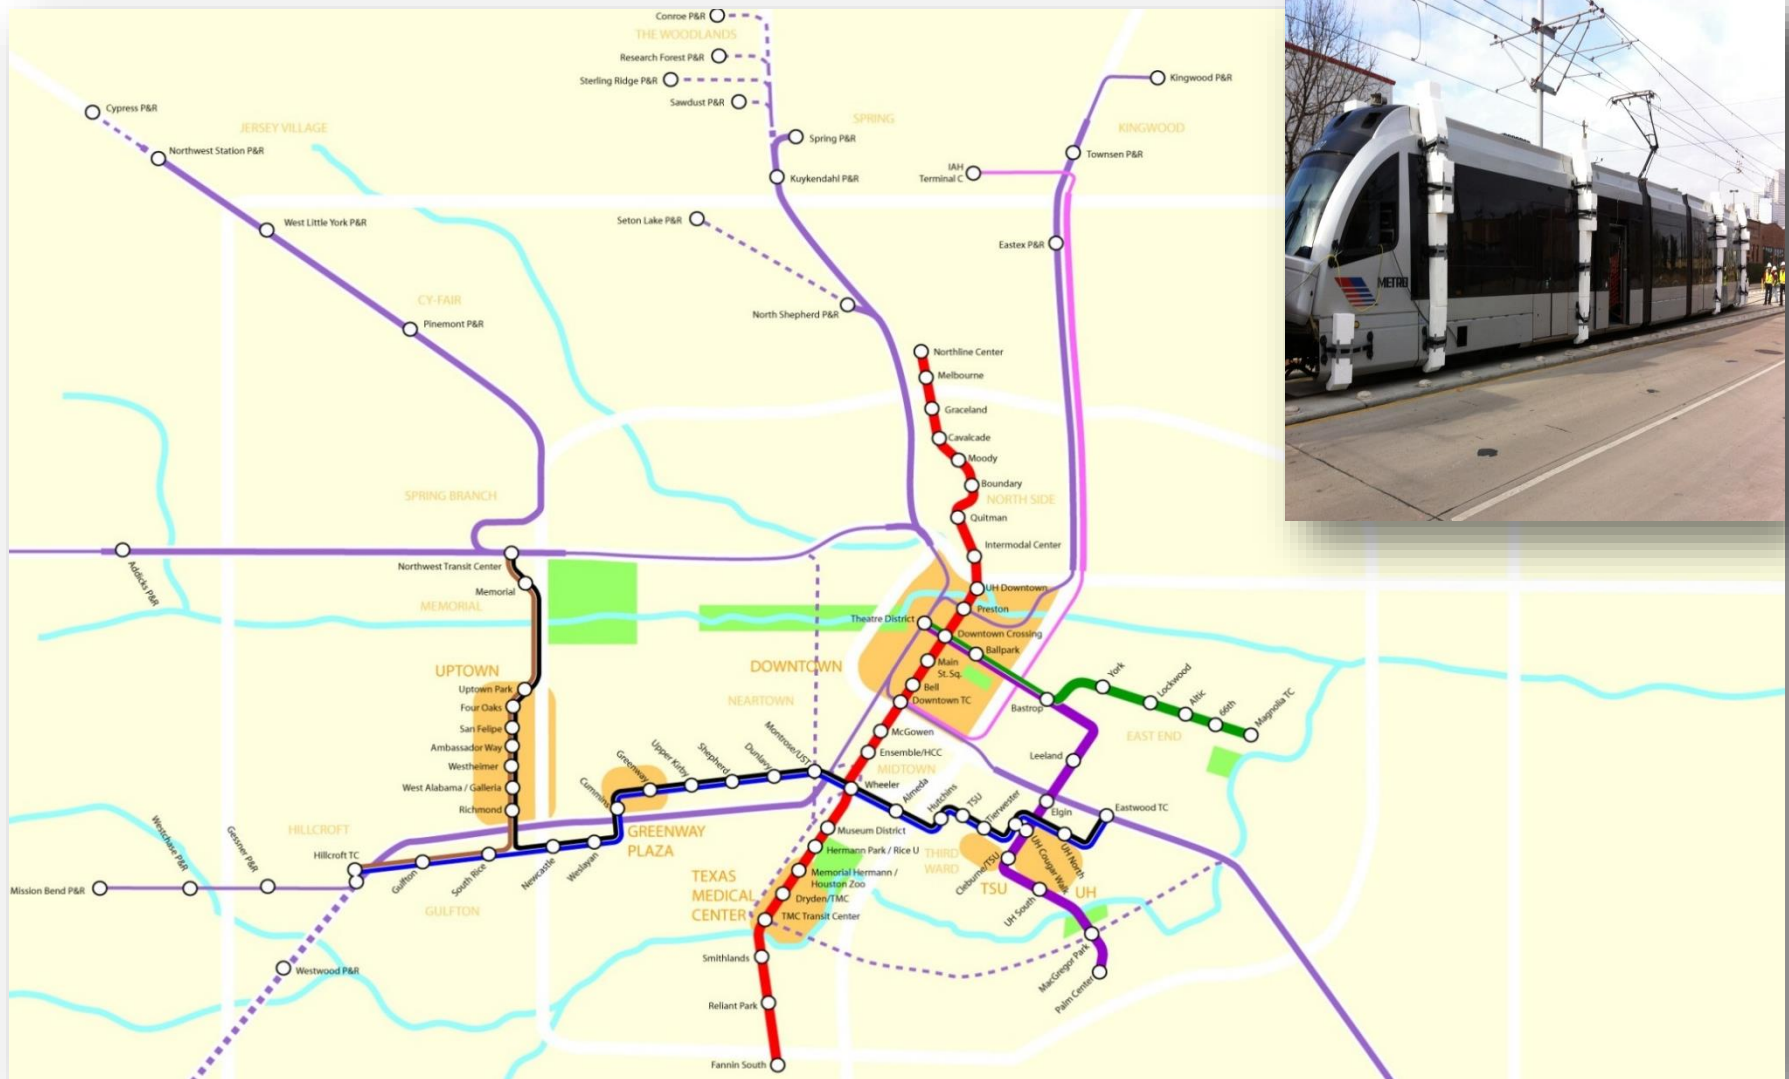 Conroe P&R
THE WOODLANDS
Research Forest P&R
Sterling Ridge P&R
Sawdust P&R
Kingwood P&R
Cypress P&R
SPRING
JERSEY VILLAGE
KINGWOOD
Spring P&R
Northwest Station P&R
Townsen P&R
IAH
Terminal C
Kuykendahl P&R
Seton Lake P&R
West Little York P&R
Eastex P&R
METRO
CY-FAIR
North Shepherd P&R
Pinemont P&R
Northline Center
Melbourne
Graceland
Cavalcade
Moody
Boundary
SPRING BRANCH
NORTH SIDE
Quitman
Intermodal Center
Addicks P&R
Northwest Transit Center
Memorial
UH Downtown
MEMORIAL
Preston
Theatre District
Downtown Crossing
Ballpark
DOWNTOWN
Main
St. Sq.
UPTOWN
York
Lockwood
Altic
66th
Magnolia TC
Uptown Park
Bell
Four Oaks
NEARTOWN
Downtown TC
Bastrop
San Felipe
McGowen
EAST END
Ambassador Way
Ensemble/HCC
Leeland
Westheimer
MIDTOWN
West Alabama / Galleria
Richmond
Cummins
Greenway
Upper Kirby
Shepherd
Dunlavy
Montrose/UST
Wheeler
Almeda
Hutchins
TSU
Tierwester
Elgin
Eastwood TC
HILLCROFT
GREENWAY
PLAZA
Museum District
Westchase P&R
Gessner P&R
Hillcroft TC
Hermann Park / Rice U
THIRD
WARD
Cleburne/TSU
UH Cougar Walk
UH North
Gulfton
South Rice
Newcastle
Weslayan
TEXAS
MEDICAL
CENTER
Memorial Hermann /
Houston Zoo
Mission Bend P&R
Dryden/TMC
TSU
UH
GULFTON
TMC Transit Center
UH South
Smithlands
Westwood P&R
MacGregor Park
Palm Center
Reliant Park
Fannin South